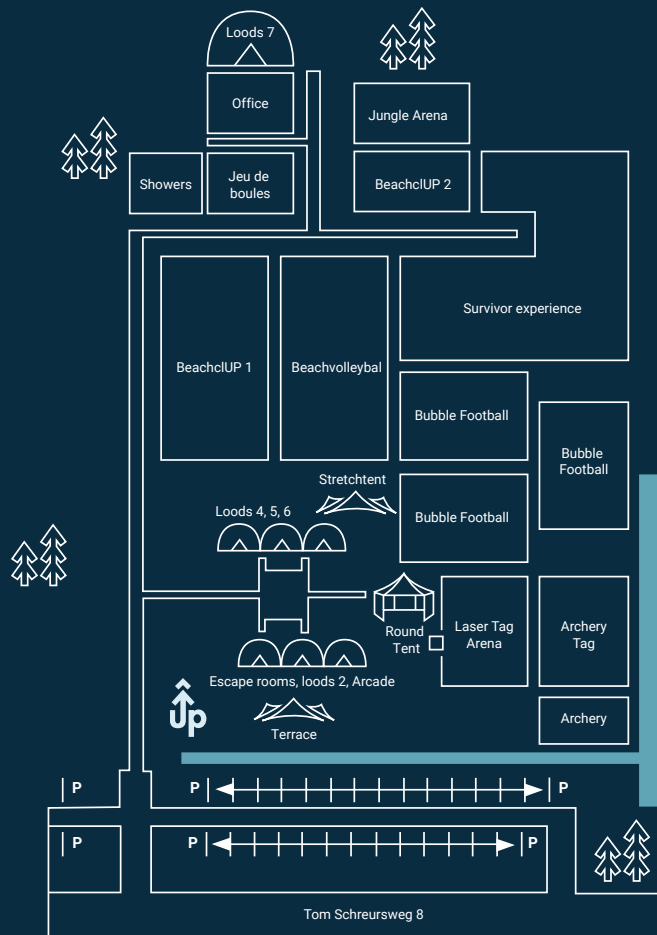 Loods 7
Office
Jungle Arena
Showers
Jeu de
boules
BeachclUP 2
Survivor experience
BeachclUP 1
Beachvolleybal
Bubble Football
Bubble
Football
Stretchtent
Loods 4, 5, 6
Bubble Football
Round
Tent
Laser Tag
Arena
Archery
Tag
Escape rooms, loods 2, Arcade
up
Terrace
Archery
P
P
P
P
P
P
Tom Schreursweg 8